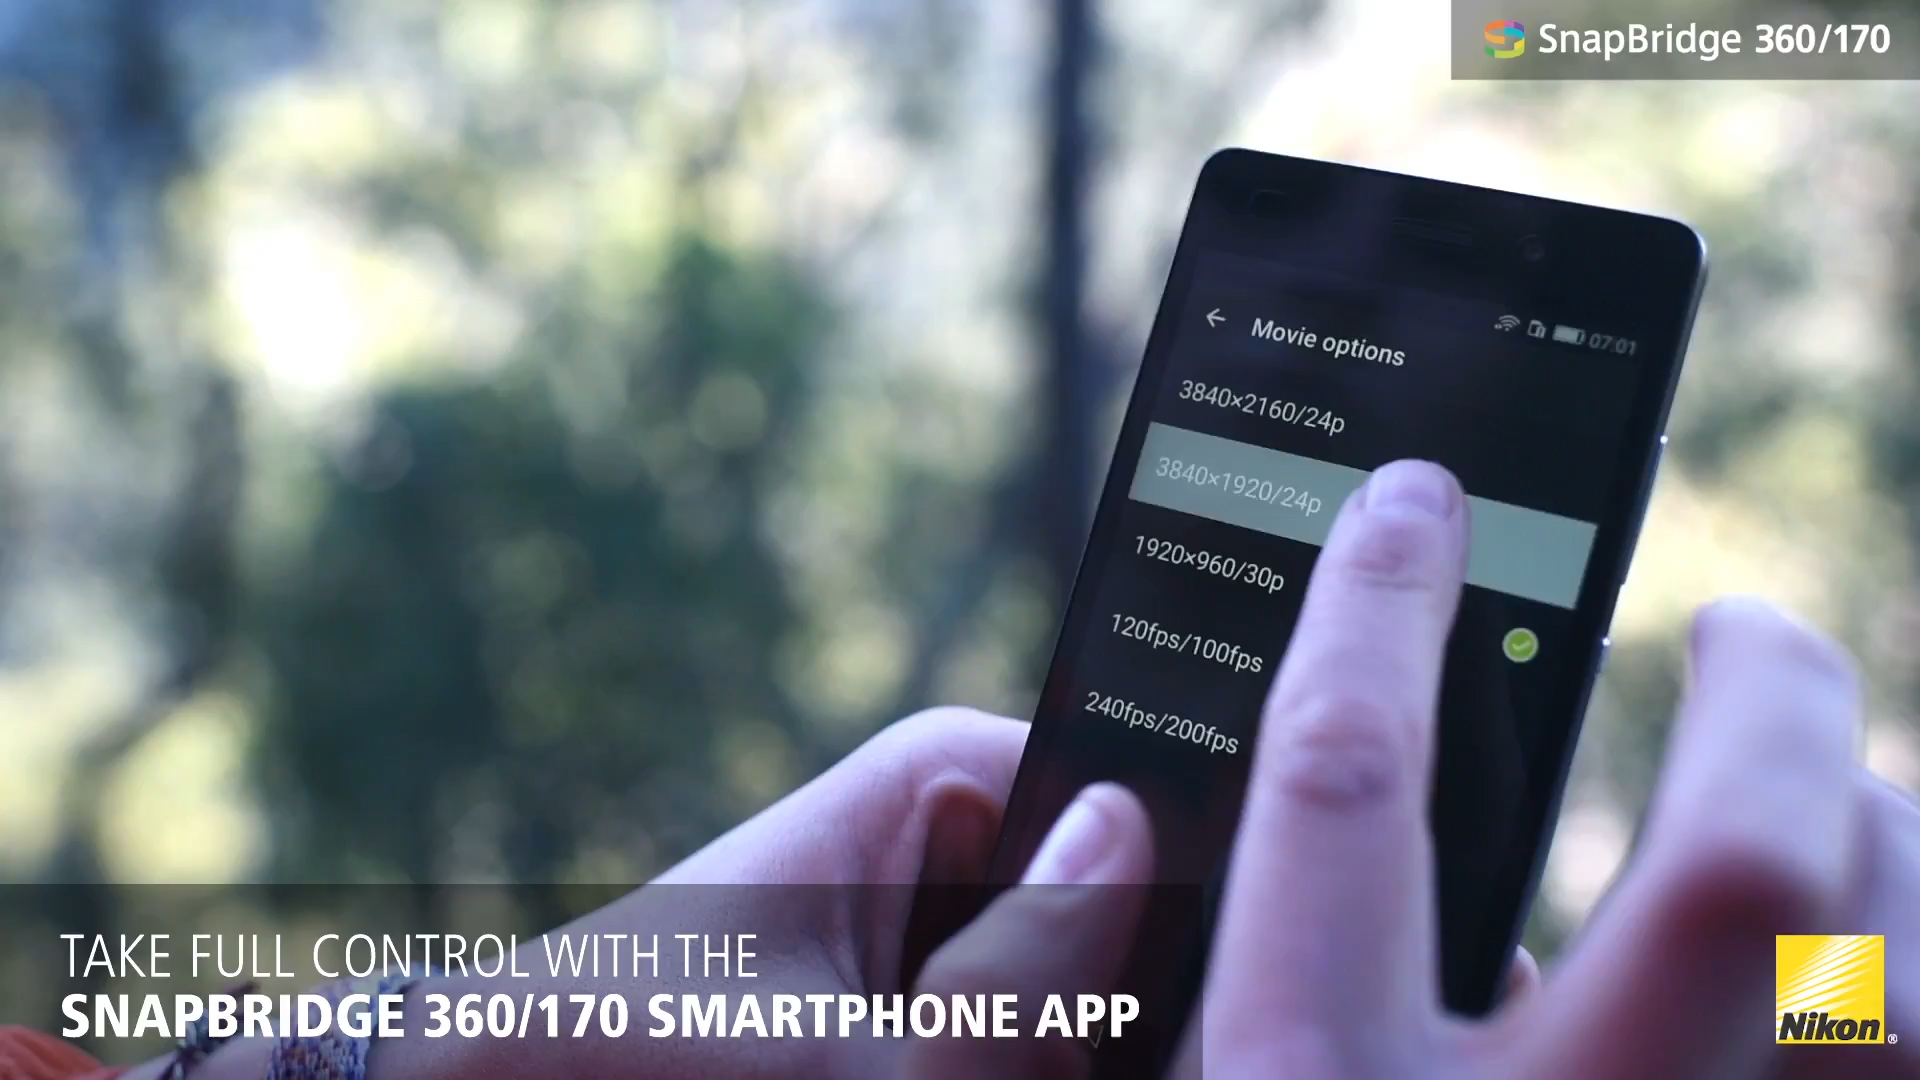 SnapBridge 360/170
07:01
Movie options
3840×2160/24p
3840×1920/24p
1920×960/30p
120fps/100fps
240fps/200fps
TAKE FULL CONTROL WITH THE
SNAPBRIDGE 360/170 SMARTPHONE APP
Nikon®